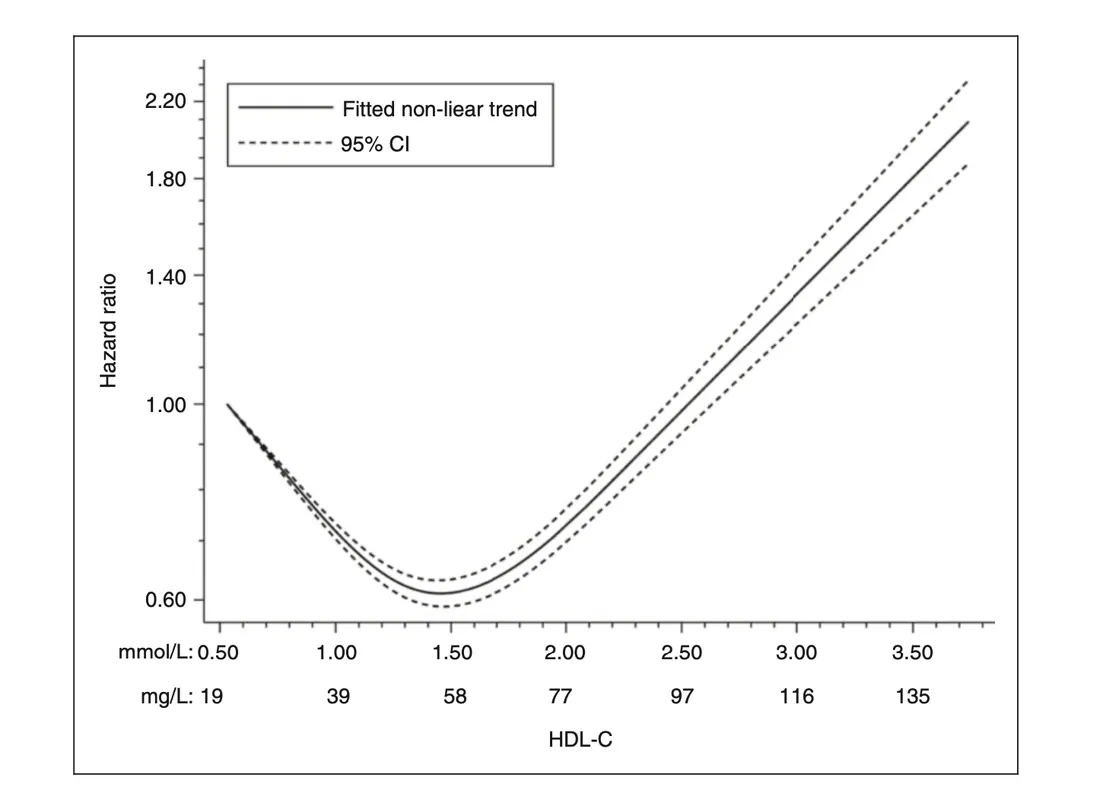 2.20
Fitted non-liear trend
95% CI
1.80
1.40
Hazard ratio
1.00
0.60
mmol/L: 0.50 1.00 1.50 2.00 2.50 3.00 3.50
mg/L: 19 39 58 77 97 116 135
HDL-C